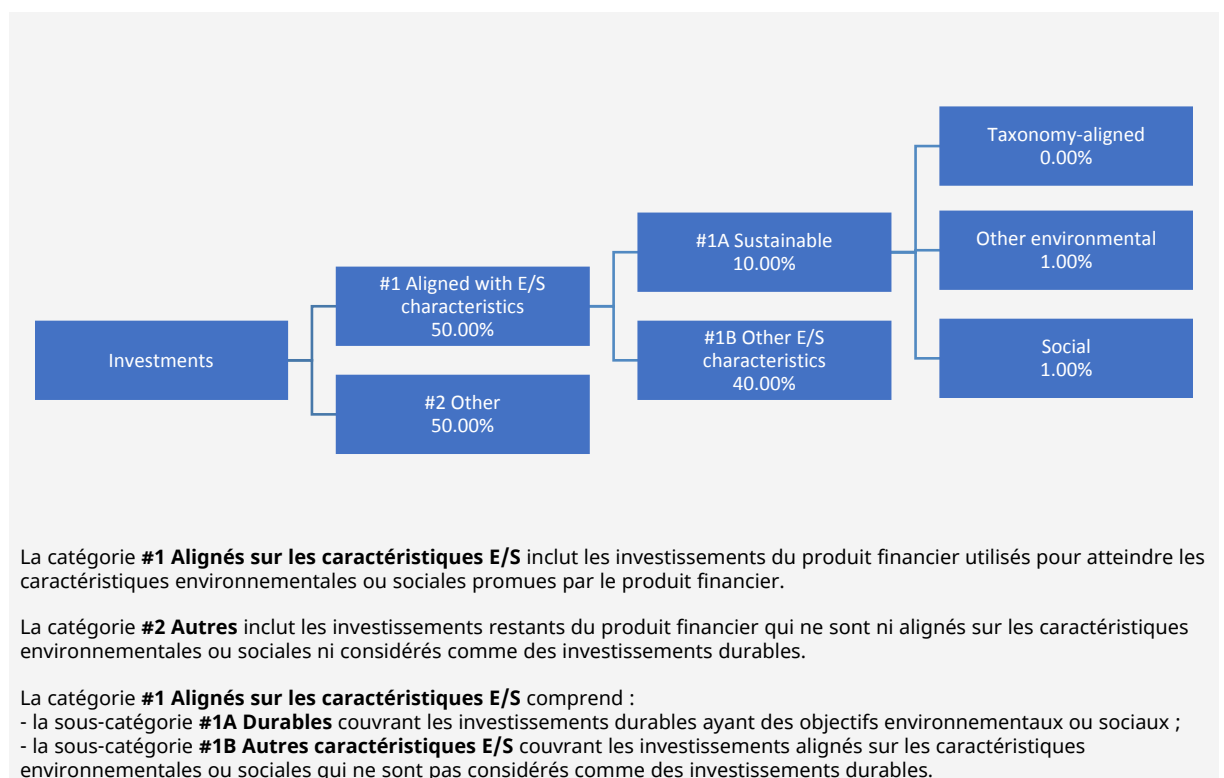 Investments
#1 Aligned with E/S
characteristics
50.00%
#2 Other
50.00%
#1A Sustainable
10.00%
#1B Other E/S
characteristics
40.00%
Taxonomy-aligned
0.00%
Other environmental
1.00%
Social
1.00%
La catégorie #1 Alignés sur les caractéristiques E/S inclut les investissements du produit financier utilisés pour atteindre les
caractéristiques environnementales ou sociales promues par le produit financier.
La catégorie #2 Autres inclut les investissements restants du produit financier qui ne sont ni alignés sur les caractéristiques
environnementales ou sociales ni considérés comme des investissements durables.
La catégorie #1 Alignés sur les caractéristiques E/S comprend :
- la sous-catégorie #1A Durables couvrant les investissements durables ayant des objectifs environnementaux ou sociaux ;
- la sous-catégorie #1B Autres caractéristiques E/S couvrant les investissements alignés sur les caractéristiques
environnementales ou sociales qui ne sont pas considérés comme des investissements durables.